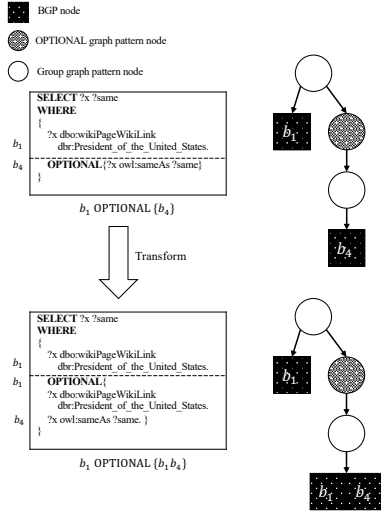 BGP node
OPTIONAL graph pattern node
Group graph pattern node
SELECT ?x ?same
WHERE
{
b₁ ?x dbo:wikiPageWikiLink
dbr:President_of_the_United_States.
b₄ OPTIONAL{?x owl:sameAs ?same}
}
b₁ OPTIONAL {b₄}
b₁
b₄
Transform
SELECT ?x ?same
WHERE
{
?x dbo:wikiPageWikiLink
b₁ dbr:President_of_the_United_States.
b₁ OPTIONAL{
?x dbo:wikiPageWikiLink
dbr:President_of_the_United_States.
b₄ ?x owl:sameAs ?same. }
}
b₁ OPTIONAL {b₁b₄}
b₁
b₁ b₄